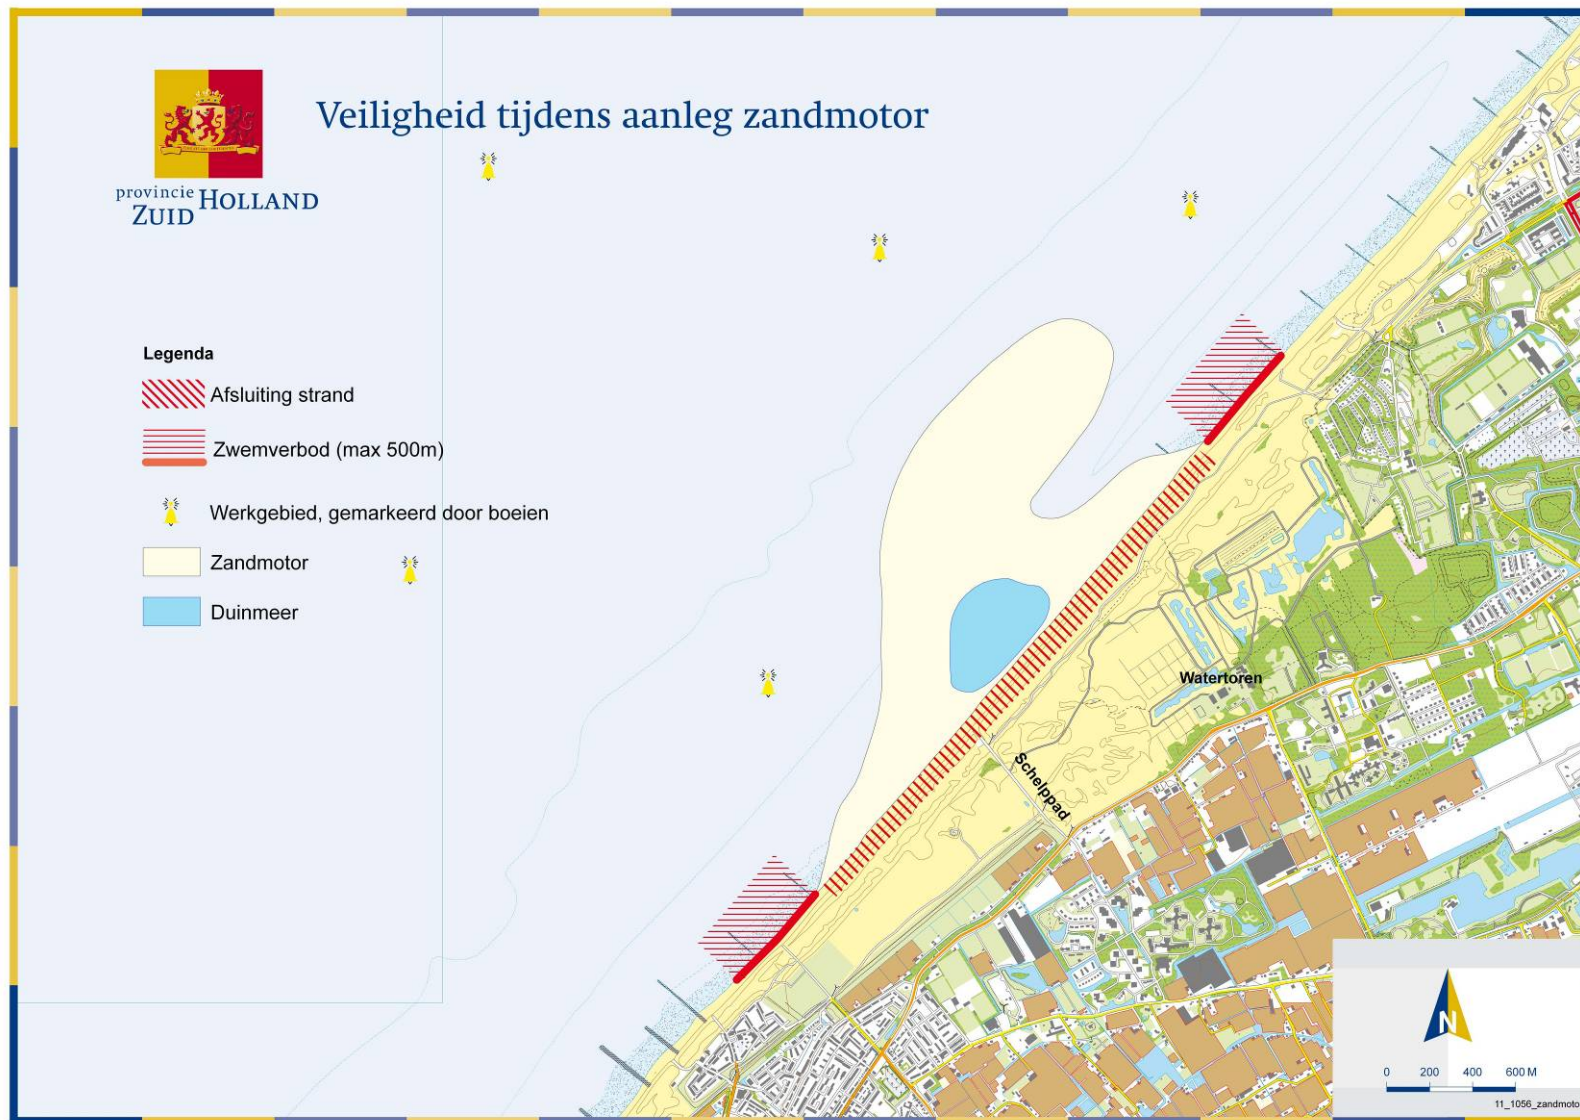 Veiligheid tijdens aanleg zandmotor
provincie HOLLAND
ZUID
Legenda
Afsluiting strand
Zwemverbod (max 500m)
Werkgebied, gemarkeerd door boeien
Zandmotor
Duinmeer
Watertoren
Schelppad
N
0 200 400 600 M
11_1056_zandmoto